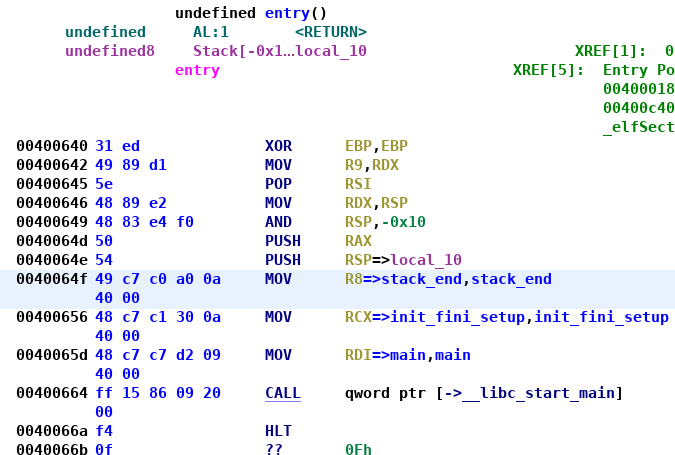 undefined entry()
undefined AL:1 <RETURN>
undefined8 Stack[-0x1...local_10 XREF[1]: 0
entry XREF[5]: Entry Po
00400018
00400c40
_elfSect
00400640 31 ed XOR EBP,EBP
00400642 49 89 d1 MOV R9,RDX
00400645 5e POP RSI
00400646 48 89 e2 MOV RDX,RSP
00400649 48 83 e4 f0 AND RSP,-0x10
0040064d 50 PUSH RAX
0040064e 54 PUSH RSP=>local_10
0040064f 49 c7 c0 a0 0a MOV R8=>stack_end,stack_end
40 00
00400656 48 c7 c1 30 0a MOV RCX=>init_fini_setup,init_fini_setup
40 00
0040065d 48 c7 c7 d2 09 MOV RDI=>main,main
40 00
00400664 ff 15 86 09 20 CALL qword ptr [->__libc_start_main]
00
0040066a f4 HLT
0040066b 0f ?? 0Fh